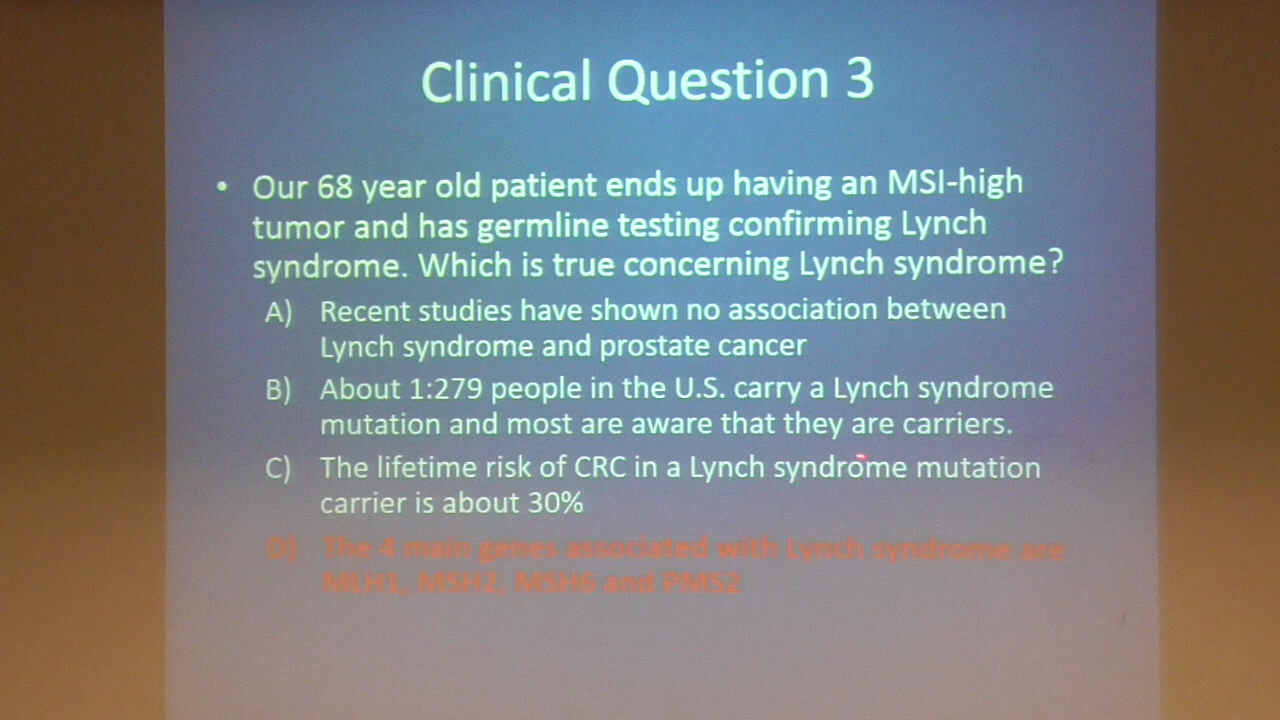 Clinical Question 3
• Our 68 year old patient ends up having an MSI-high
tumor and has germline testing confirming Lynch
syndrome. Which is true concerning Lynch syndrome?
A) Recent studies have shown no association between
Lynch syndrome and prostate cancer
B) About 1:279 people in the U.S. carry a Lynch syndrome
mutation and most are aware that they are carriers.
C) The lifetime risk of CRC in a Lynch syndrome mutation
carrier is about 30%
D) The 4 main genes associated with Lynch syndrome are
MLH1, MSH2, MSH6 and PMS2